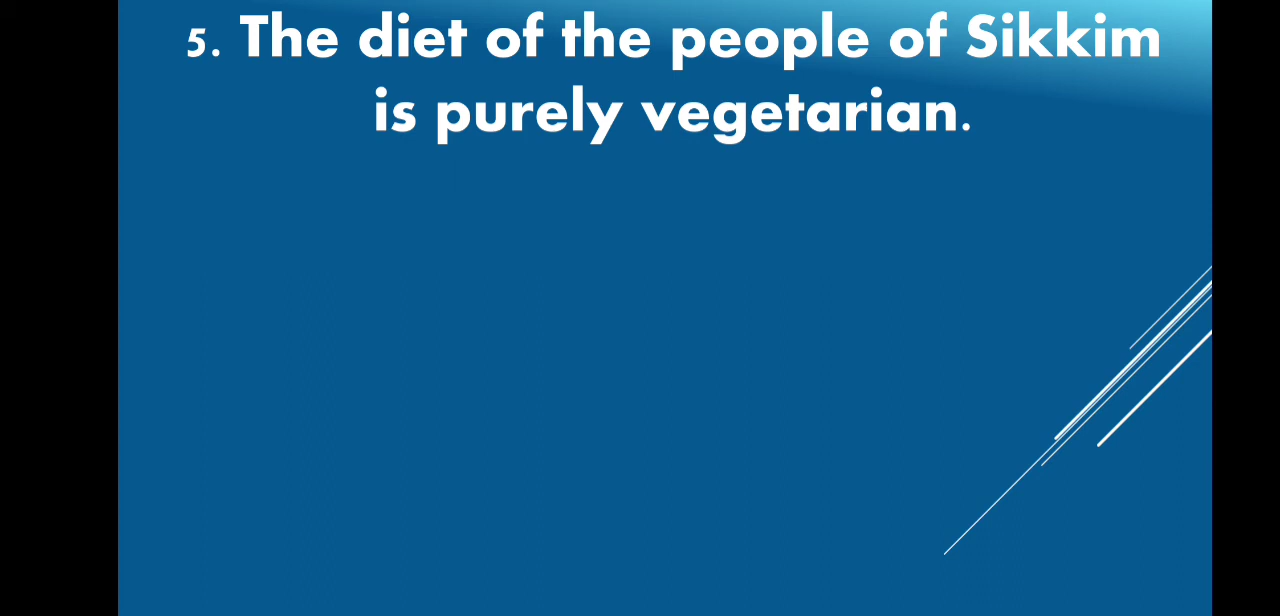 5. The diet of the people of Sikkim
is purely vegetarian.